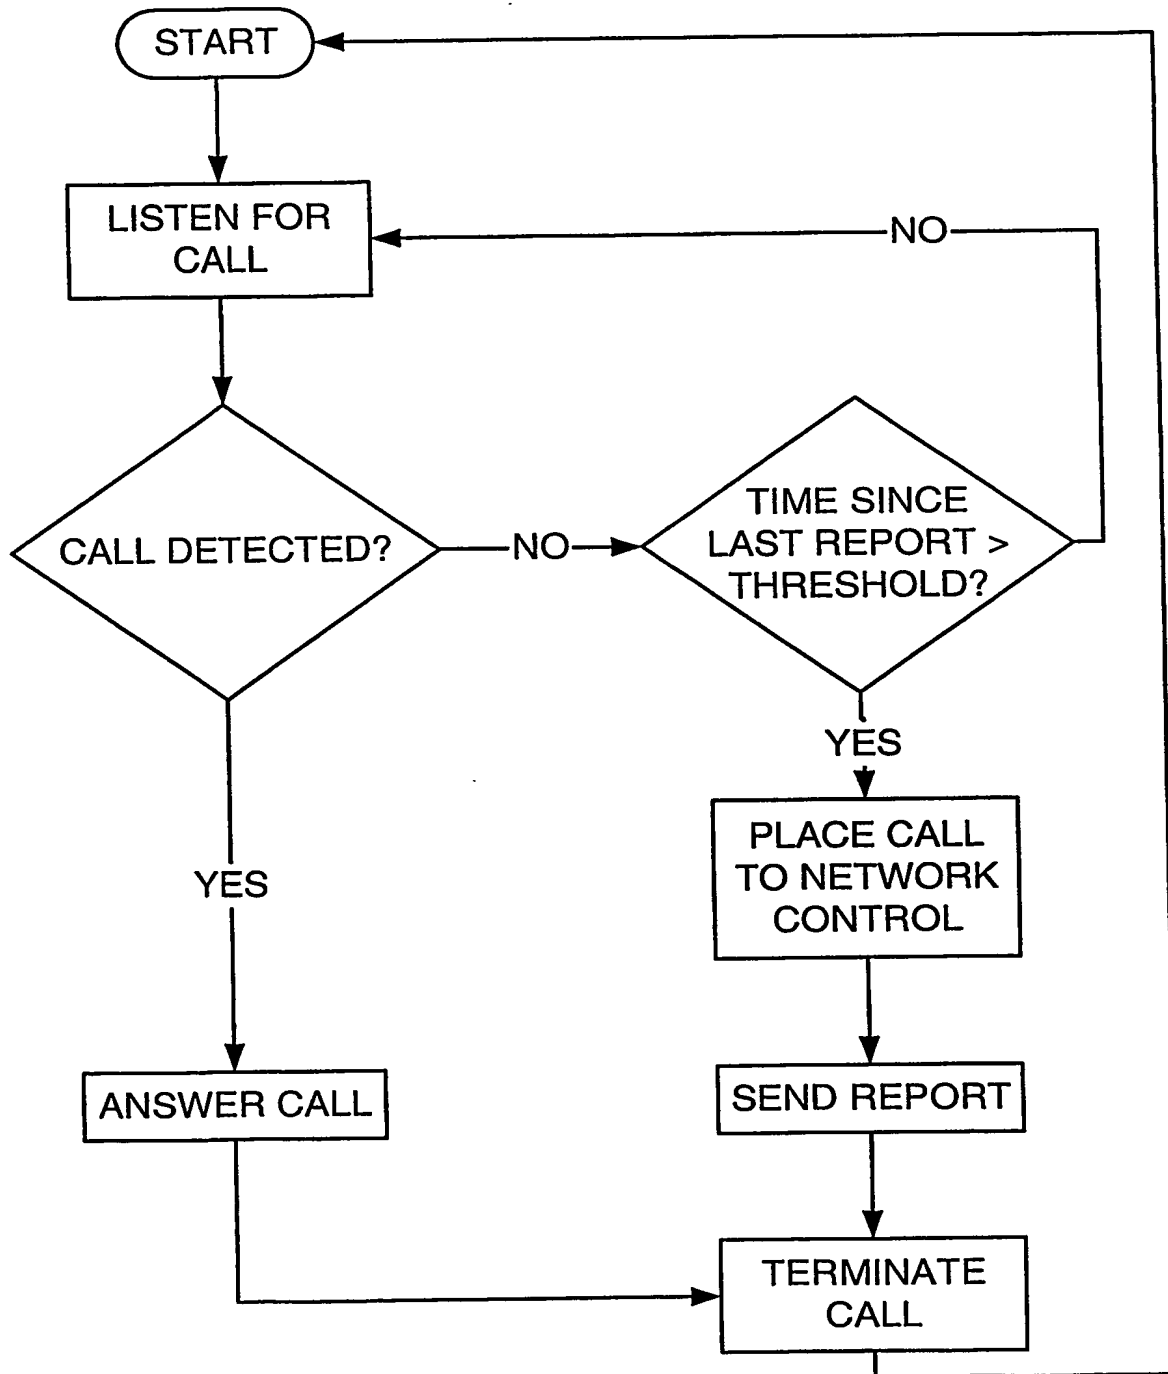 START
LISTEN FOR
CALL
NO
CALL DETECTED?
NO
TIME SINCE
LAST REPORT >
THRESHOLD?
YES
YES
PLACE CALL
TO NETWORK
CONTROL
ANSWER CALL
SEND REPORT
TERMINATE
CALL